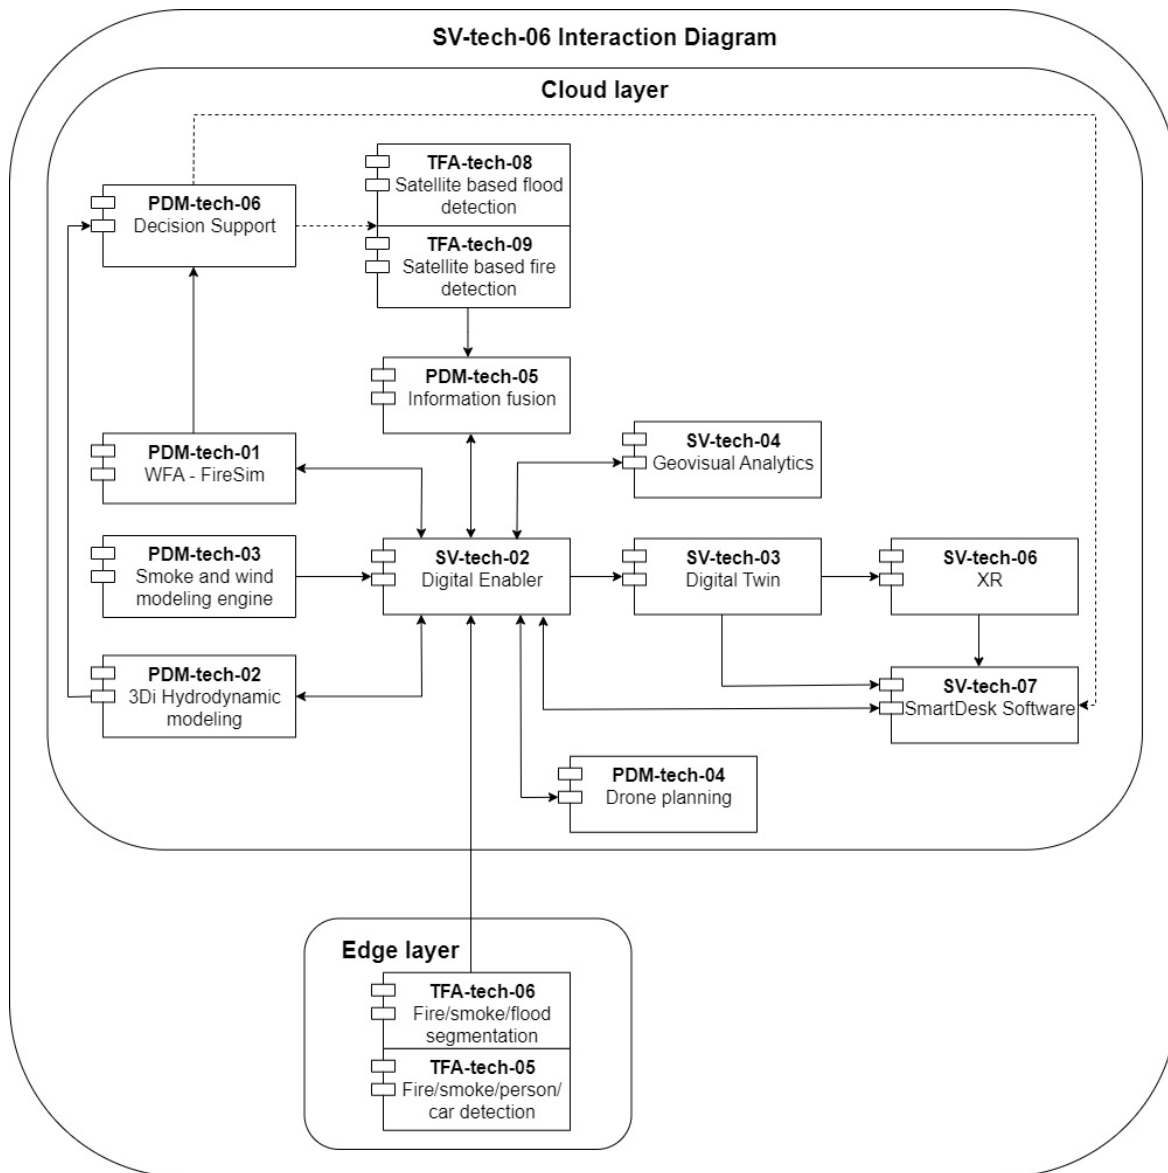 SV-tech-06 Interaction Diagram
Cloud layer
TFA-tech-08
Satellite based flood
detection
PDM-tech-06
Decision Support
TFA-tech-09
Satellite based fire
detection
PDM-tech-05
Information fusion
PDM-tech-01
WFA - FireSim
SV-tech-04
Geovisual Analytics
PDM-tech-03
Smoke and wind
modeling engine
SV-tech-02
Digital Enabler
SV-tech-03
Digital Twin
SV-tech-06
XR
PDM-tech-02
3Di Hydrodynamic
modeling
SV-tech-07
SmartDesk Software
PDM-tech-04
Drone planning
Edge layer
TFA-tech-06
Fire/smoke/flood
segmentation
TFA-tech-05
Fire/smoke/person/
car detection